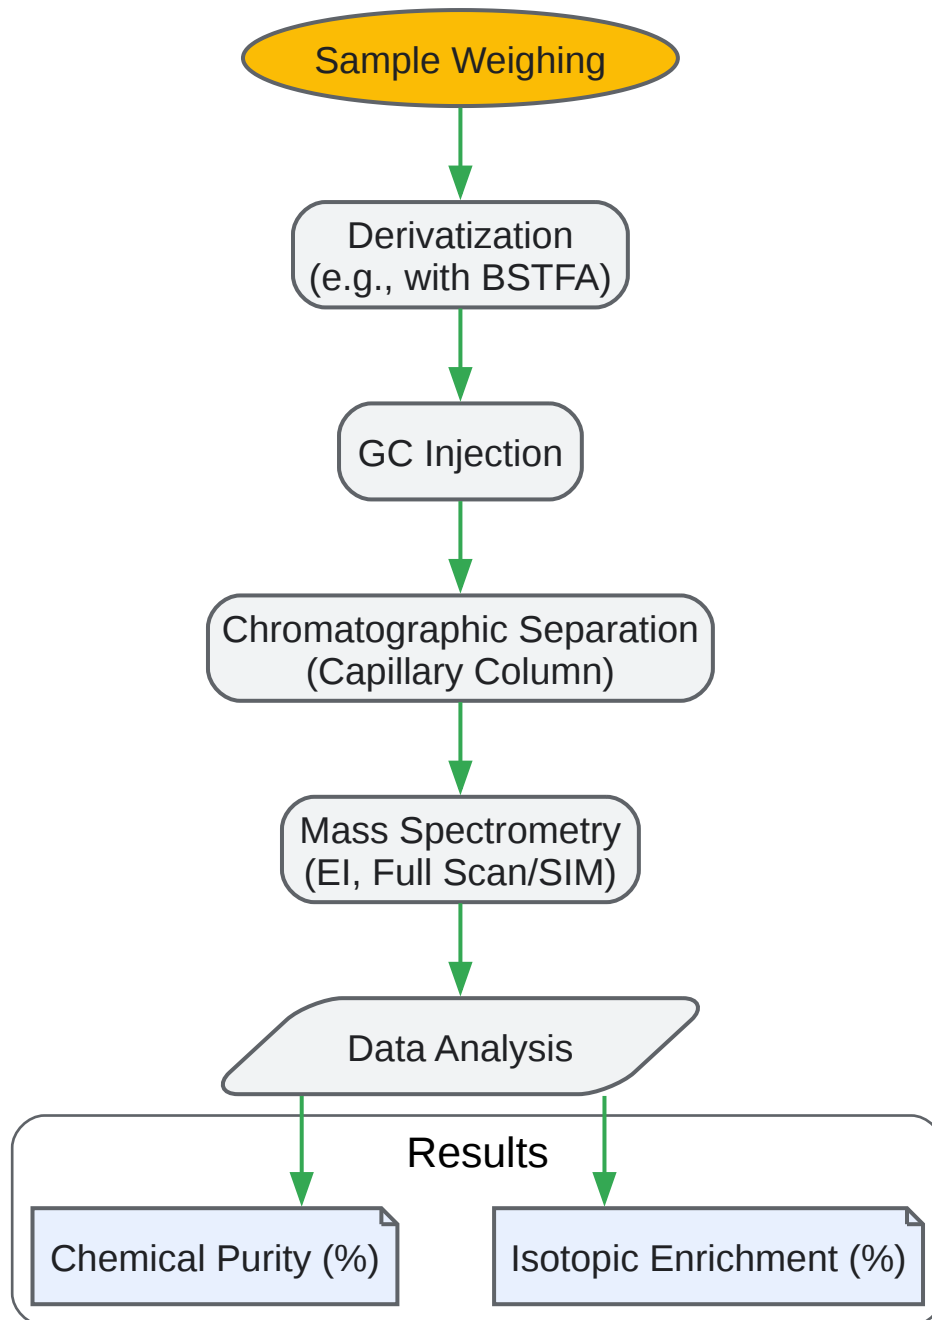 Sample Weighing
Derivatization
(e.g., with BSTFA)
GC Injection
Chromatographic Separation
(Capillary Column)
Mass Spectrometry
(EI, Full Scan/SIM)
Data Analysis
Results
Chemical Purity (%)
Isotopic Enrichment (%)